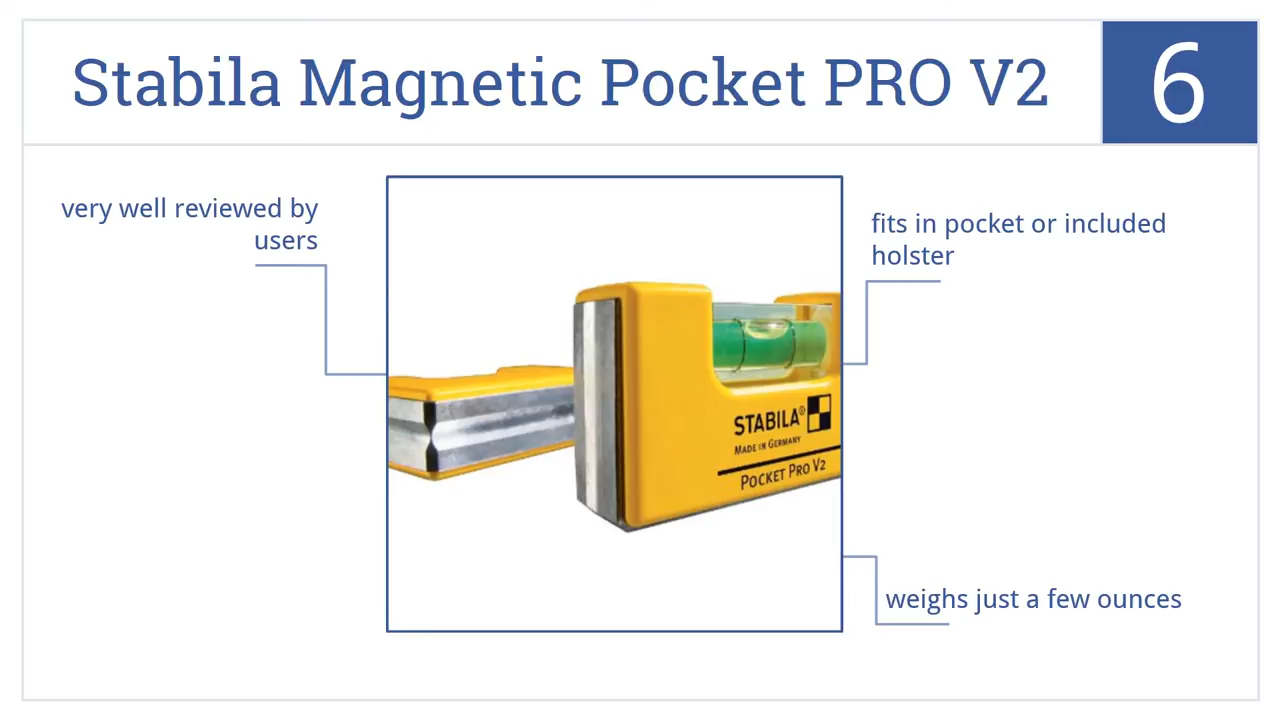 Stabila Magnetic Pocket PRO V2
6
very well reviewed by
users
fits in pocket or included
holster
STABILA®
MADE IN GERMANY
POCKET PRO V2
weighs just a few ounces